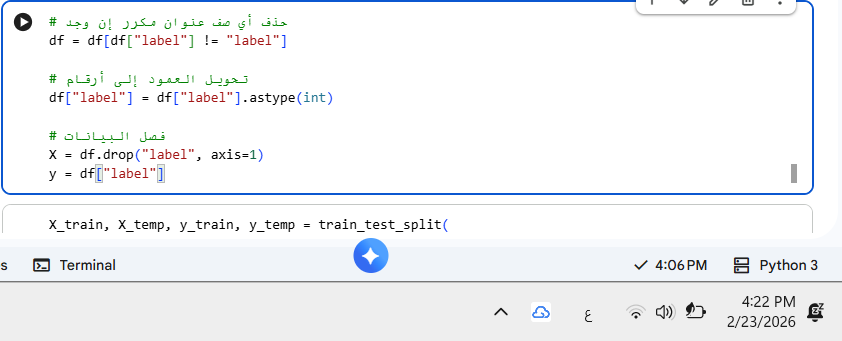 # حذف أي صف عنوان مكرر إن وجد
df = df[df["label"] != "label"]
# تحويل العمود إلى أرقام
df["label"] = df["label"].astype(int)
# فصل البيانات
X = df.drop("label", axis=1)
y = df["label"]
X_train, X_temp, y_train, y_temp = train_test_split(
s
Terminal
4:06 PM
Python 3
ع
4:22 PM
2/23/2026